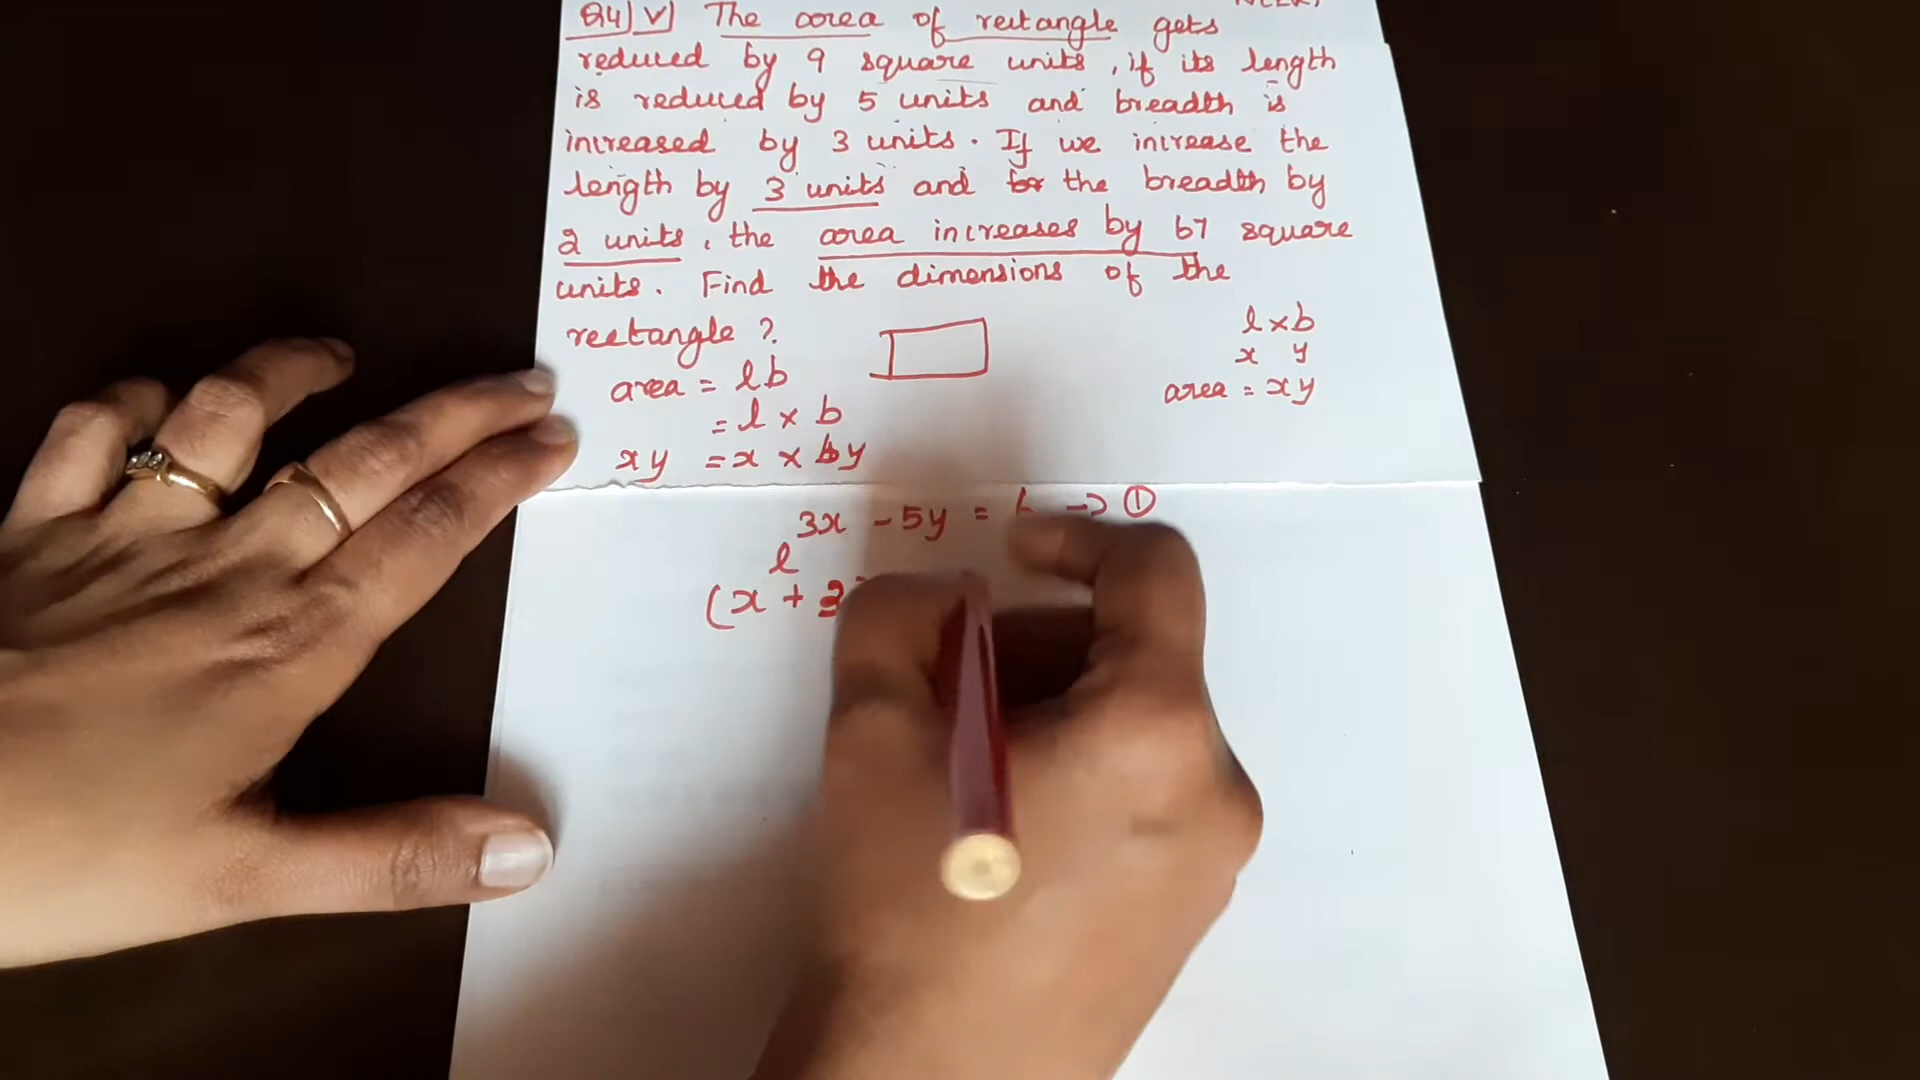 Q4) V) The area of rectangle gets
reduced by 9 square units, if its length
is reduced by 5 units and breadth is
increased by 3 units. If we increase the
length by 3 units and the breadth by
2 units, the area increases by 67 square
units. Find the dimensions of the
rectangle ?
l × b
x y
area = xy
area = lb
= l × b
xy = x × y
3x - 5y = → ①
l
(x + 3